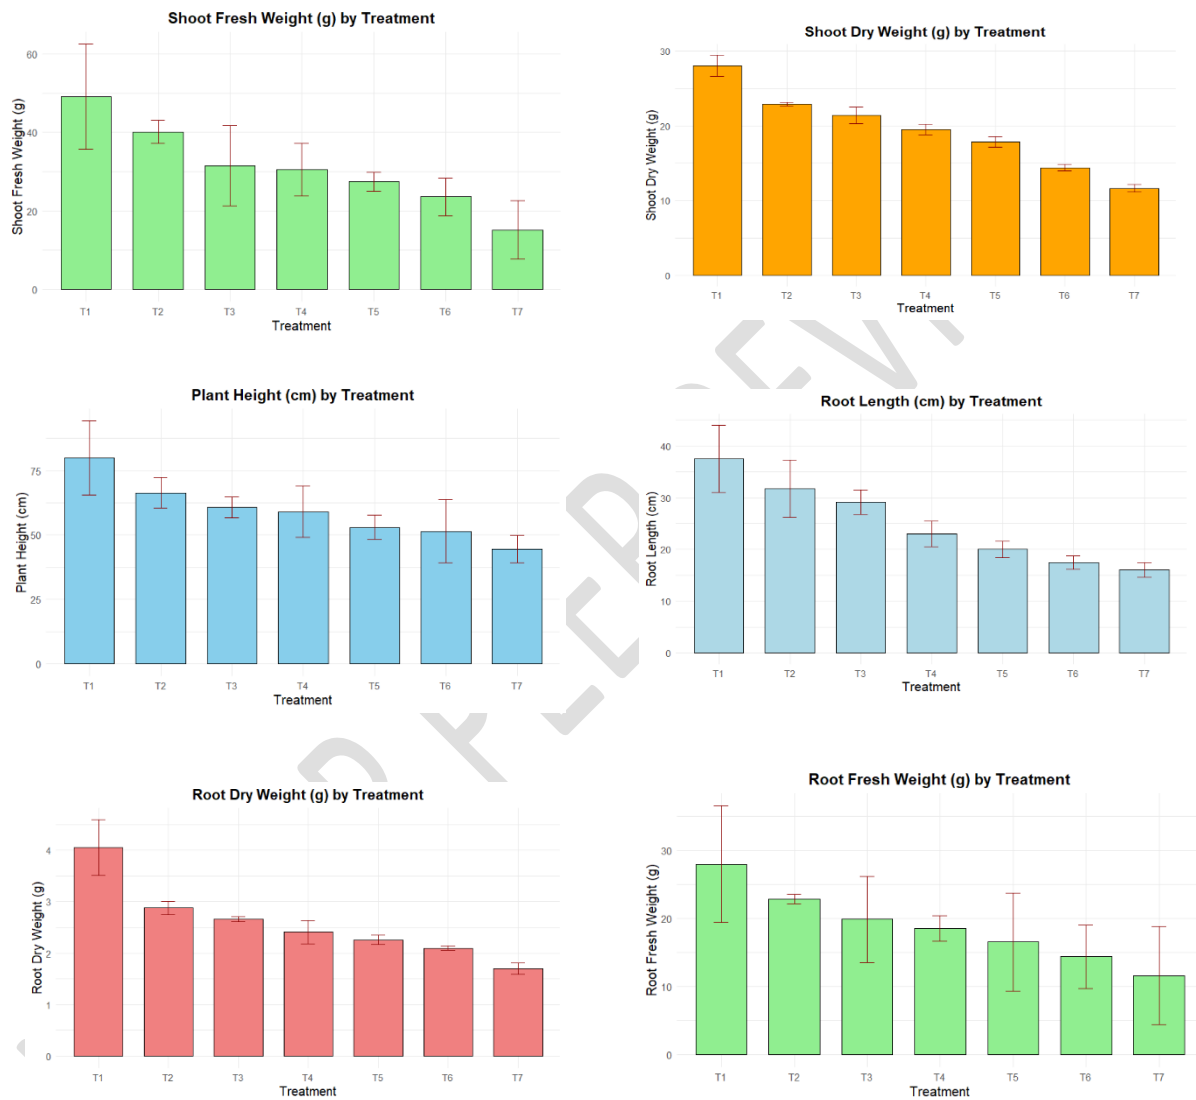 Shoot Fresh Weight (g) by Treatment
Shoot Fresh Weight (g)
60
40
20
0
T1 T2 T3 T4 T5 T6 T7
Treatment
Shoot Dry Weight (g) by Treatment
Shoot Dry Weight (g)
30
20
10
0
T1 T2 T3 T4 T5 T6 T7
Treatment
Plant Height (cm) by Treatment
Plant Height (cm)
75
50
25
0
T1 T2 T3 T4 T5 T6 T7
Treatment
Root Length (cm) by Treatment
Root Length (cm)
40
30
20
10
0
T1 T2 T3 T4 T5 T6 T7
Treatment
Root Dry Weight (g) by Treatment
Root Dry Weight (g)
4
3
2
1
0
T1 T2 T3 T4 T5 T6 T7
Treatment
Root Fresh Weight (g) by Treatment
Root Fresh Weight (g)
30
20
10
0
T1 T2 T3 T4 T5 T6 T7
Treatment